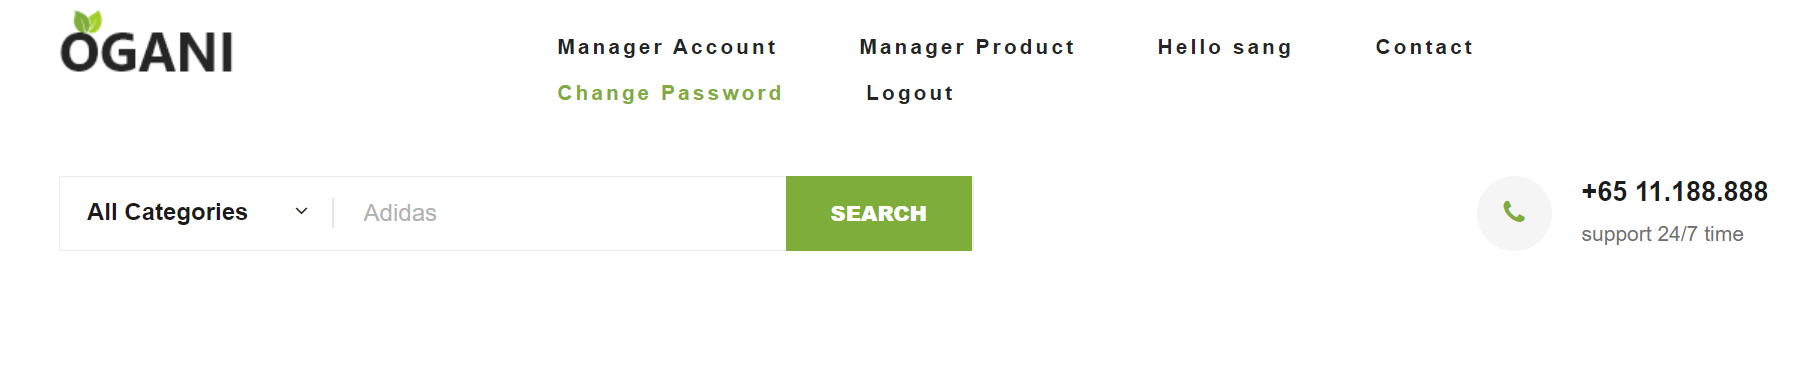 OGANI
Manager Account Manager Product Hello sang Contact
Change Password Logout
All Categories Adidas SEARCH
+65 11.188.888
support 24/7 time